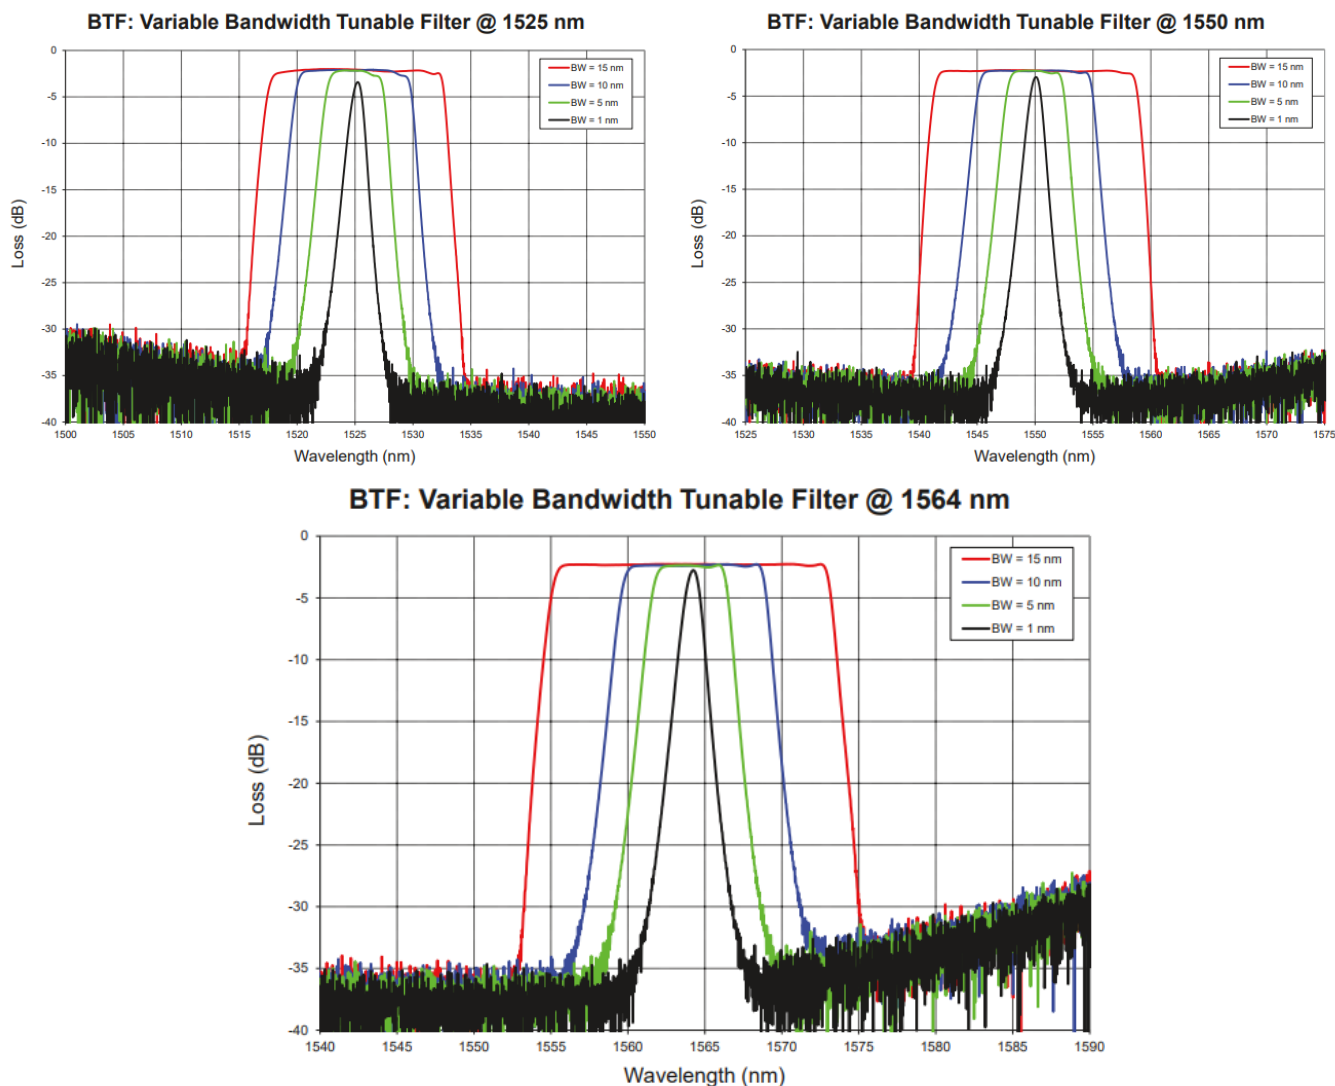 BTF: Variable Bandwidth Tunable Filter @ 1525 nm
0
-5
-10
-15
-20
-25
-30
-35
-40
Loss (dB)
BW = 15 nm
BW = 10 nm
BW = 5 nm
BW = 1 nm
1500 1505 1510 1515 1520 1525 1530 1535 1540 1545 1550
Wavelength (nm)
BTF: Variable Bandwidth Tunable Filter @ 1550 nm
0
-5
-10
-15
-20
-25
-30
-35
-40
Loss (dB)
BW = 15 nm
BW = 10 nm
BW = 5 nm
BW = 1 nm
1525 1530 1535 1540 1545 1550 1555 1560 1565 1570 1575
Wavelength (nm)
BTF: Variable Bandwidth Tunable Filter @ 1564 nm
0
-5
-10
-15
-20
-25
-30
-35
-40
Loss (dB)
BW = 15 nm
BW = 10 nm
BW = 5 nm
BW = 1 nm
1540 1545 1550 1555 1560 1565 1570 1575 1580 1585 1590
Wavelength (nm)